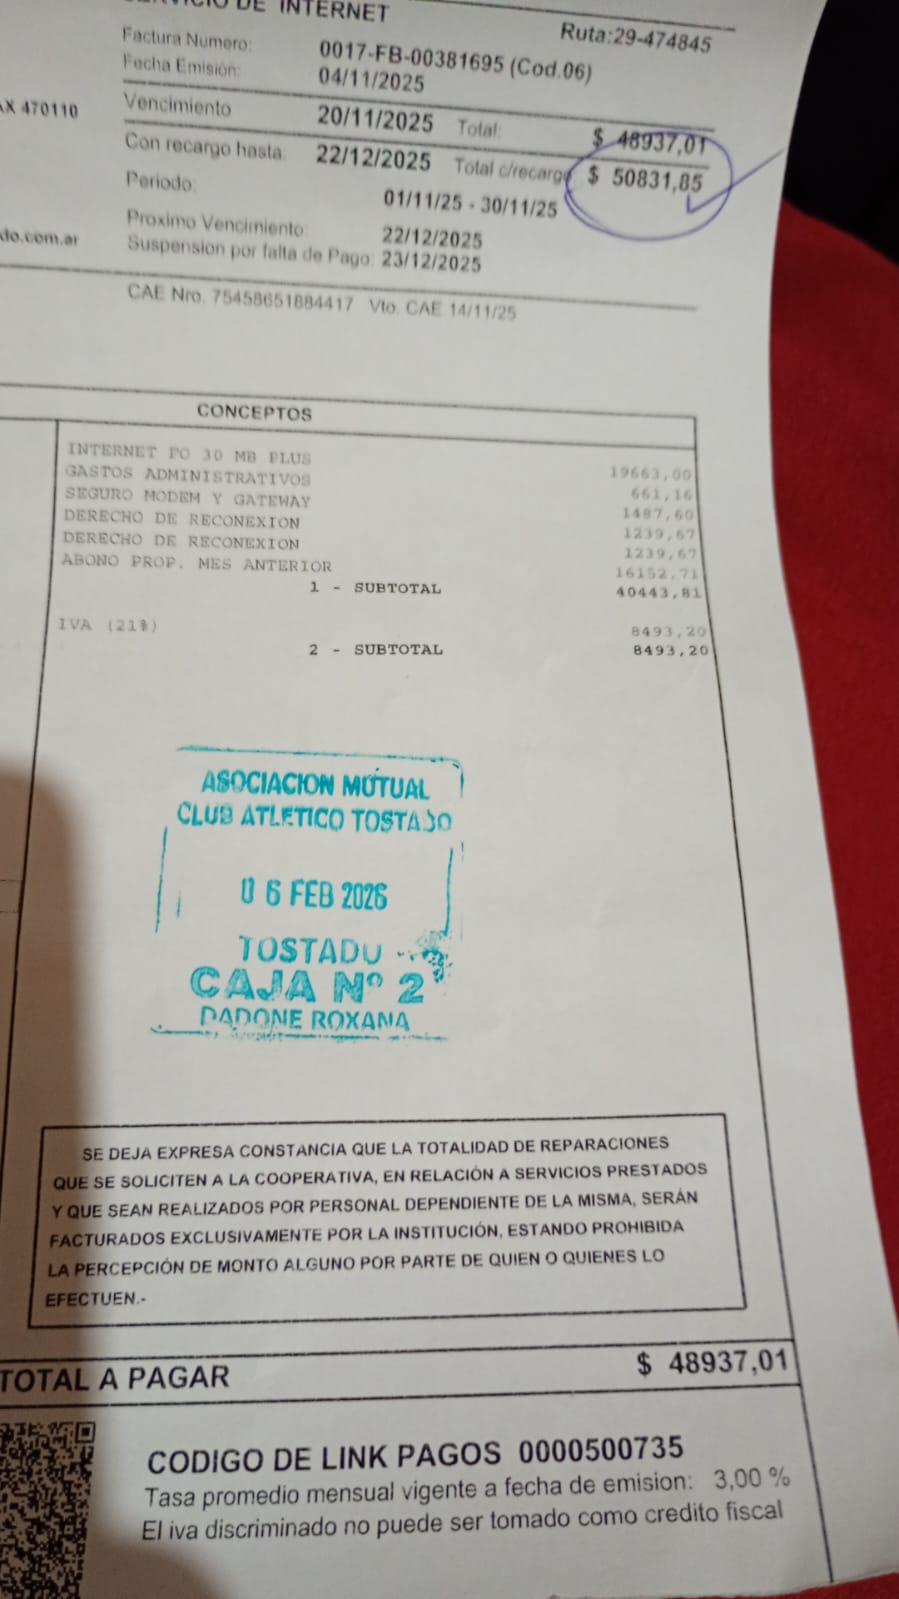 SERVICIO DE INTERNET
Ruta:29-474845
Factura Numero: 0017-FB-00381695 (Cod.06)
Fecha Emisión: 04/11/2025
AX 470110
Vencimiento 20/11/2025 Total: $ 48937,01
Con recargo hasta: 22/12/2025 Total c/recargo $ 50831,85
Periodo: 01/11/25 - 30/11/25
Proximo Vencimiento 22/12/2025
do.com.ar
Suspension por falta de Pago: 23/12/2025
CAE Nro. 75458651884417 Vto. CAE 14/11/25
CONCEPTOS
INTERNET FO 30 MB PLUS 19663,00
GASTOS ADMINISTRATIVOS 661,16
SEGURO MODEM Y GATEWAY 1487,60
DERECHO DE RECONEXION 1239,67
DERECHO DE RECONEXION 1239,67
ABONO PROP. MES ANTERIOR 16152,71
1 - SUBTOTAL 40443,81
IVA (21%) 8493,20
2 - SUBTOTAL 8493,20
ASOCIACION MUTUAL
CLUB ATLETICO TOSTADO
06 FEB 2026
TOSTADO
CAJA Nº 2
DADONE ROXANA
SE DEJA EXPRESA CONSTANCIA QUE LA TOTALIDAD DE REPARACIONES
QUE SE SOLICITEN A LA COOPERATIVA, EN RELACIÓN A SERVICIOS PRESTADOS
Y QUE SEAN REALIZADOS POR PERSONAL DEPENDIENTE DE LA MISMA, SERÁN
FACTURADOS EXCLUSIVAMENTE POR LA INSTITUCIÓN, ESTANDO PROHIBIDA
LA PERCEPCIÓN DE MONTO ALGUNO POR PARTE DE QUIEN O QUIENES LO
EFECTUEN.-
TOTAL A PAGAR $ 48937,01
CODIGO DE LINK PAGOS 0000500735
Tasa promedio mensual vigente a fecha de emision: 3,00 %
El iva discriminado no puede ser tomado como credito fiscal